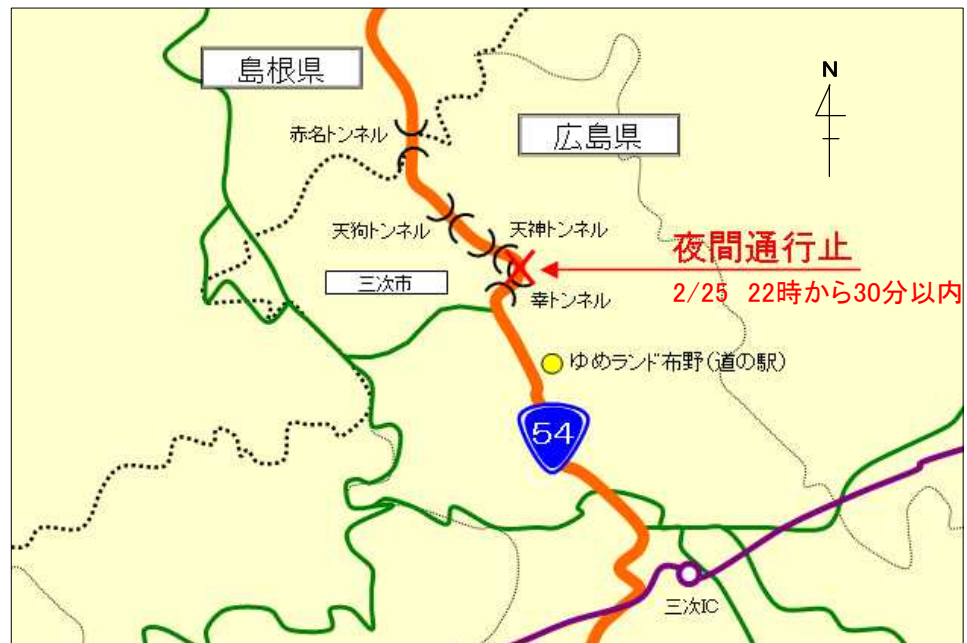 島根県
N
赤名トンネル
広島県
天狗トンネル
天神トンネル
夜間通行止
三次市
2/25 22時から30分以内
幸トンネル
ゆめランド布野(道の駅)
54
三次IC